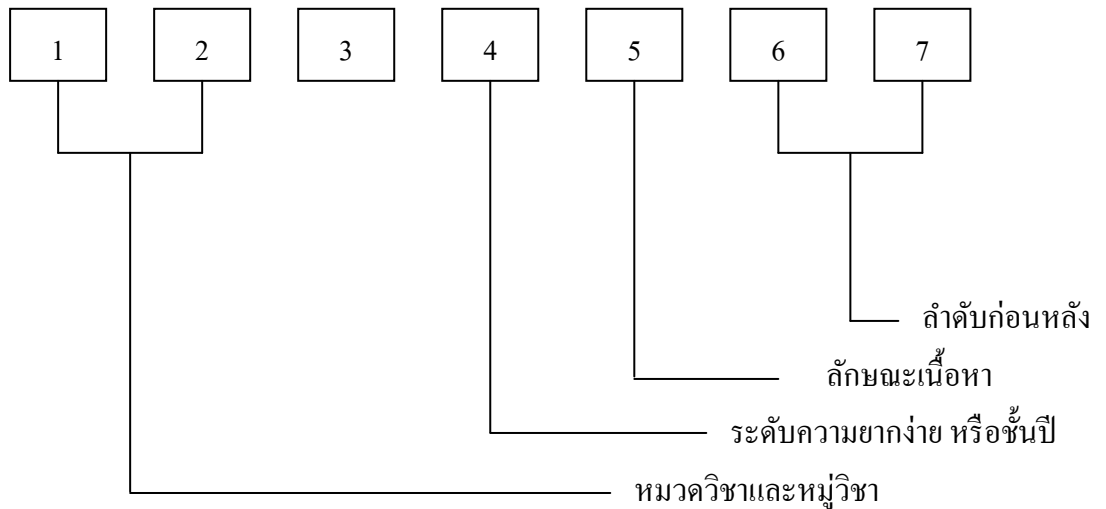 1 2 3 4 5 6 7
ลำดับก่อนหลัง
ลักษณะเนื้อหา
ระดับความยากง่าย หรือชั้นปี
หมวดวิชาและหมู่วิชา